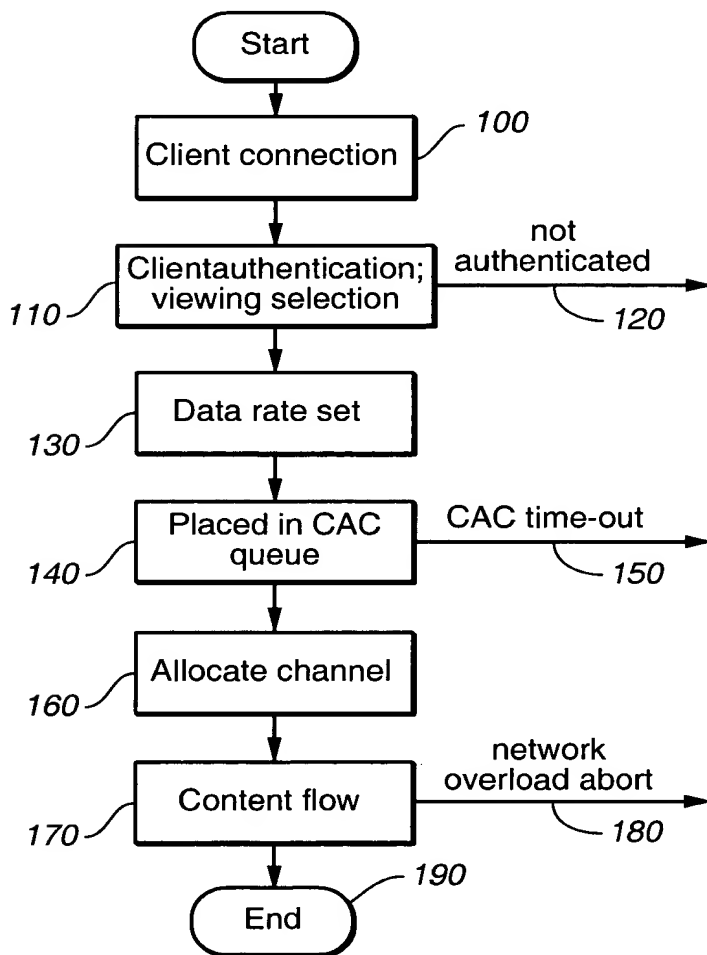 Start
Client connection
100
Clientauthentication;
viewing selection
110
not
authenticated
120
Data rate set
130
Placed in CAC
queue
140
CAC time-out
150
Allocate channel
160
Content flow
170
network
overload abort
180
End
190